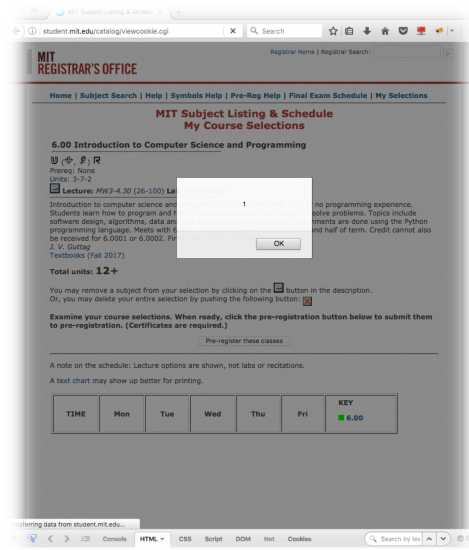 MIT Subject Listing & Sche
student.mit.edu/catalog/viewcookie.cgi
Search
Registrar Home | Registrar Search:
MIT
REGISTRAR'S OFFICE
Home | Subject Search | Help | Symbols Help | Pre-Reg Help | Final Exam Schedule | My Selections
MIT Subject Listing & Schedule
My Course Selections
6.00 Introduction to Computer Science and Programming
U R
Prereq: None
Units: 3-7-2
Lecture: MW3-4.30 (26-100)
Introduction to computer science and no programming experience.
Students learn how to program and solve problems. Topics include
software design, algorithms, data are done using the Python
programming language. Meets with half of term. Credit cannot also
be received for 6.0001 or 6.0002.
J. V. Guttag
Textbooks (Fall 2017)
1
OK
Total units: 12+
You may remove a subject from your selection by clicking on the button in the description.
Or, you may delete your entire selection by pushing the following button:
Examine your course selections. When ready, click the pre-registration button below to submit them
to pre-registration. (Certificates are required.)
Pre-register these classes
A note on the schedule: Lecture options are shown, not labs or recitations.
A text chart may show up better for printing.
TIME Mon Tue Wed Thu Fri KEY
6.00
data from student.mit.edu...
Console HTML CSS Script DOM Net Cookies Search by